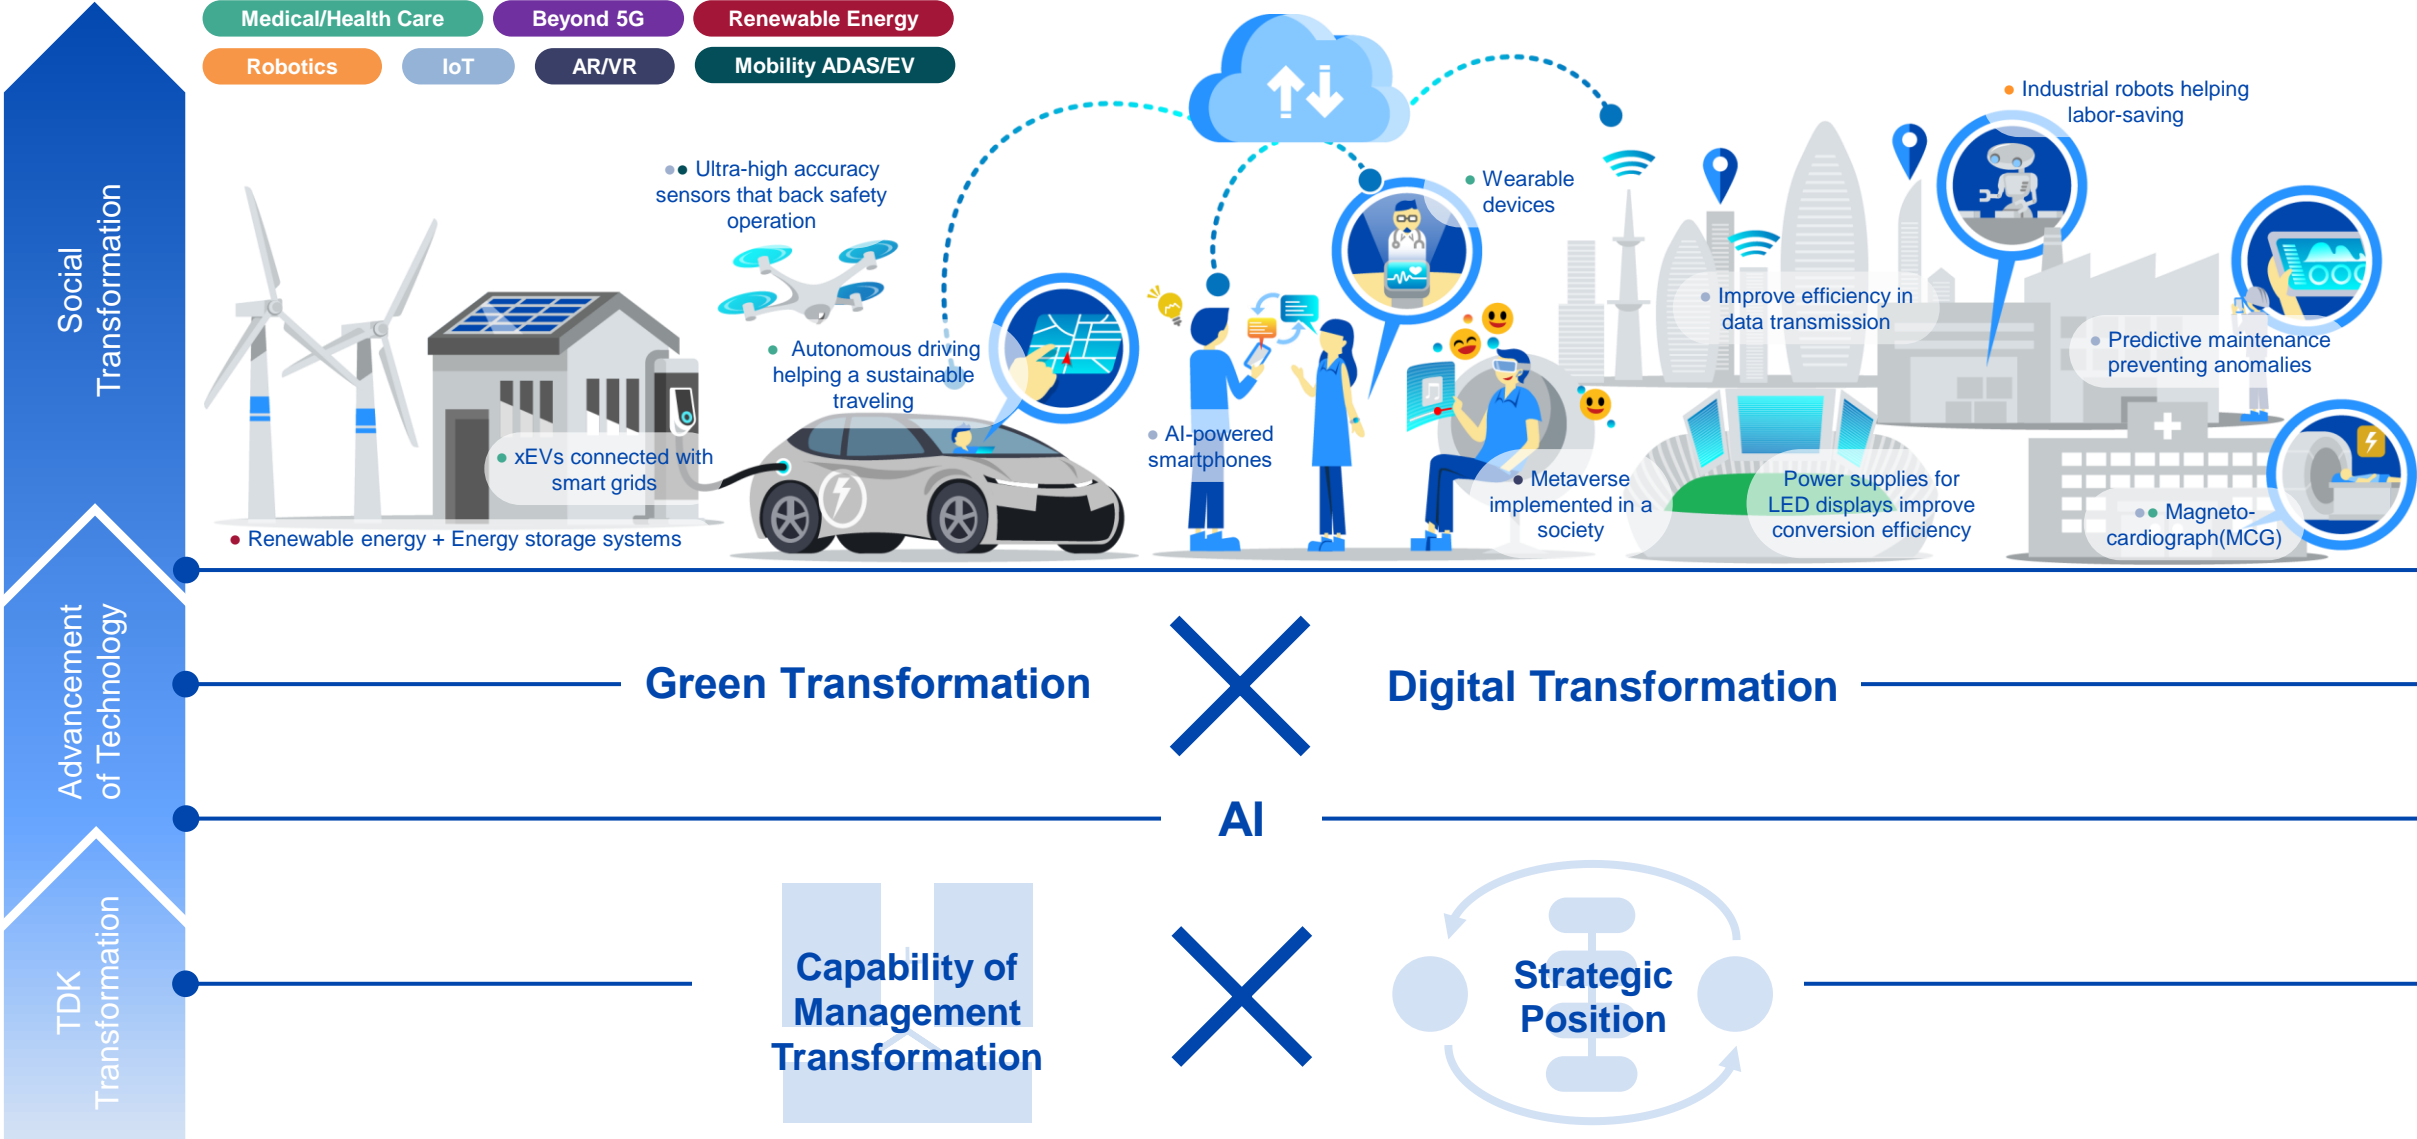 Medical/Health Care
Beyond 5G
Renewable Energy
Robotics
IoT
AR/VR
Mobility ADAS/EV
Social
Transformation
● Industrial robots helping
labor-saving
●● Ultra-high accuracy
sensors that back safety
operation
● Wearable
devices
● Improve efficiency in
data transmission
● Predictive maintenance
preventing anomalies
● Autonomous driving
helping a sustainable
traveling
● AI-powered
smartphones
● xEVs connected with
smart grids
● Metaverse
implemented in a
society
Power supplies for
LED displays improve
conversion efficiency
●● Magneto-
cardiograph(MCG)
● Renewable energy + Energy storage systems
Advancement
of Technology
Green Transformation
Digital Transformation
AI
TDK
Transformation
Capability of
Management
Transformation
Strategic
Position